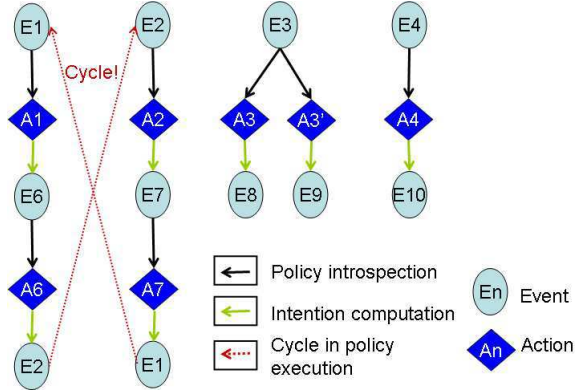 E1 E2 E3 E4
Cycle!
A1 A2 A3 A3' A4
E6 E7 E8 E9 E10
Policy introspection
En Event
Intention computation
A6 A7
An Action
Cycle in policy
execution
E2 E1